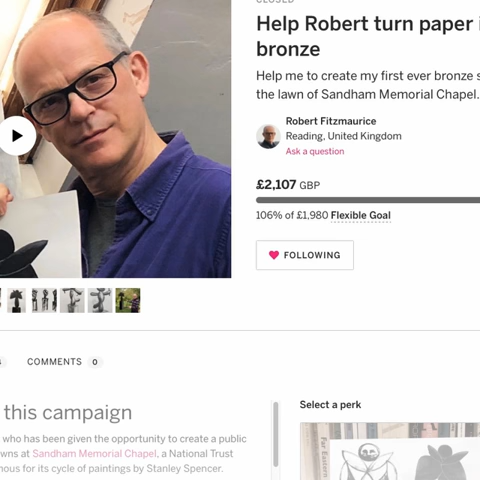 CLOSED
Help Robert turn paper
bronze
Help me to create my first ever bronze
the lawn of Sandham Memorial Chapel.
Robert Fitzmaurice
Reading, United Kingdom
Ask a question
£2,107 GBP
106% of £1,980 Flexible Goal
FOLLOWING
COMMENTS 0
this campaign
Select a perk
who has been given the opportunity to create a public
wns at Sandham Memorial Chapel, a National Trust
nous for its cycle of paintings by Stanley Spencer.
Far Eastern